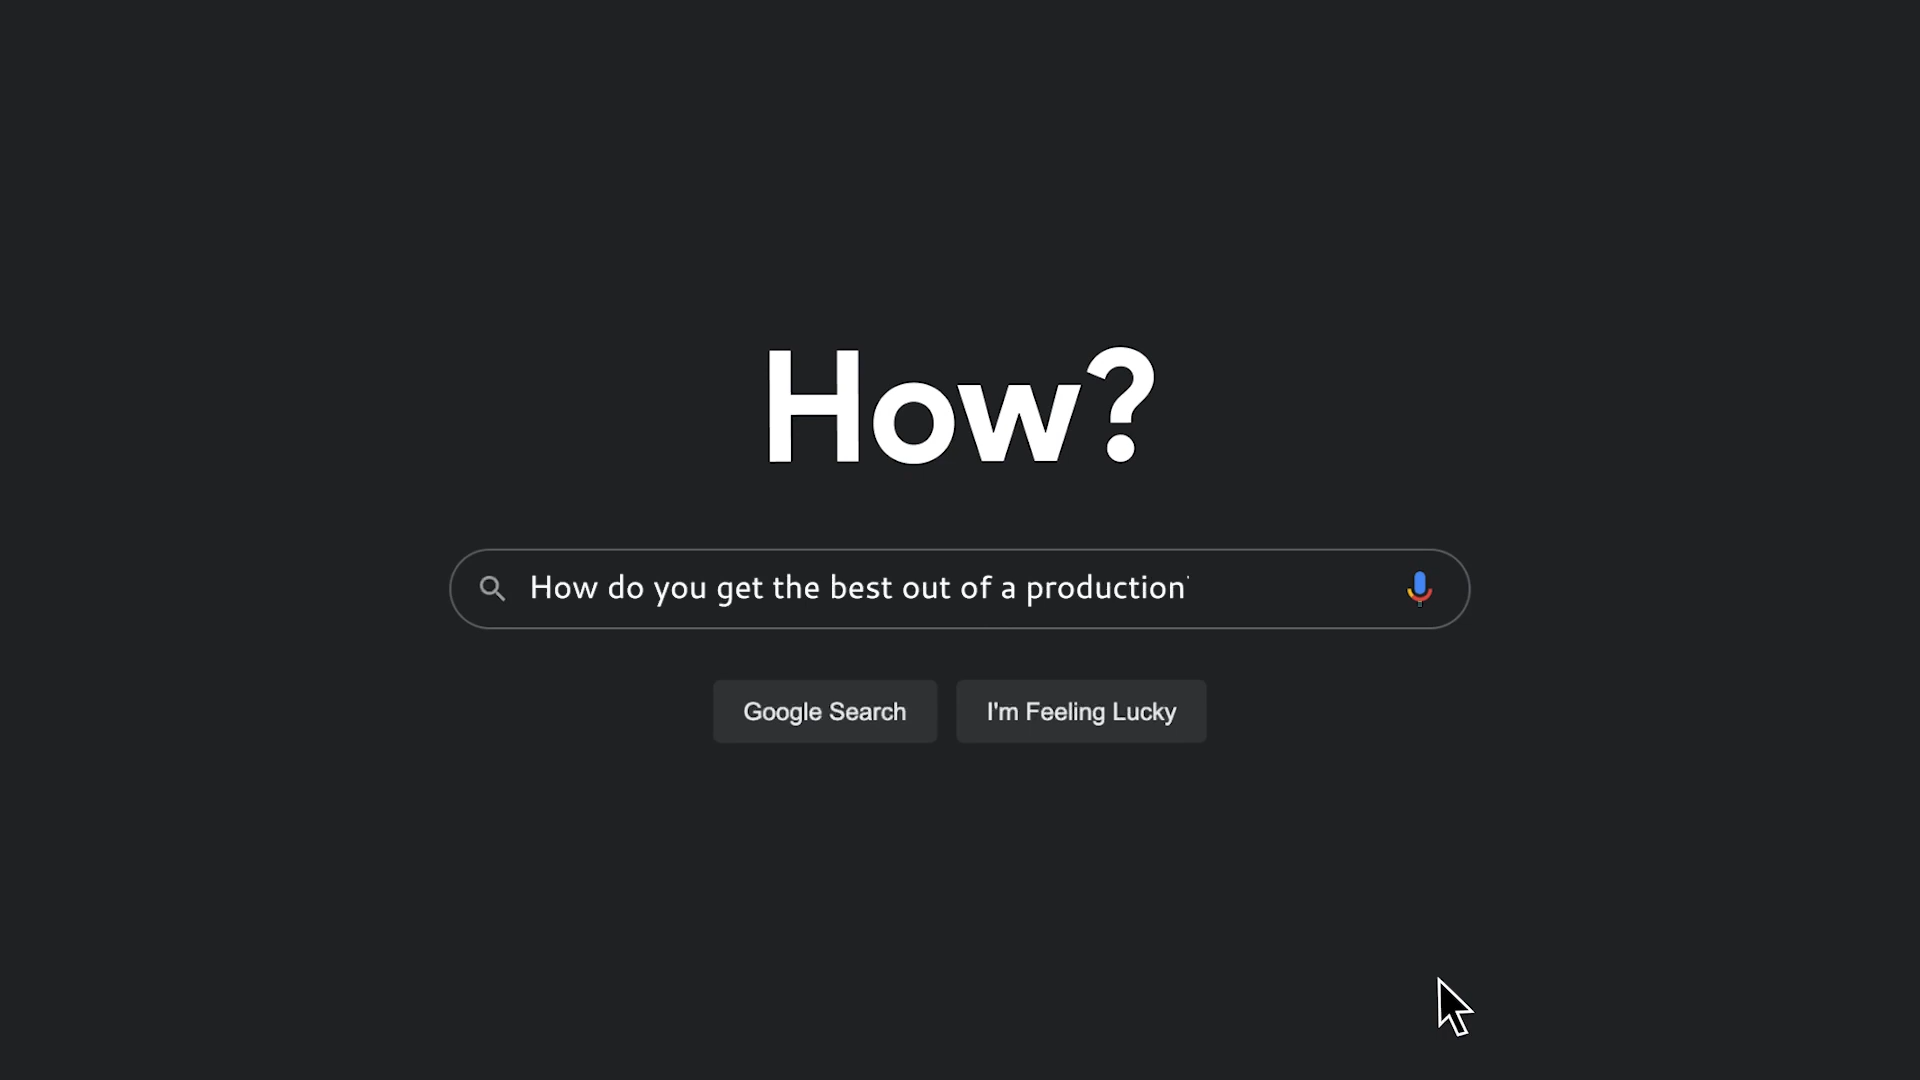 How?
How do you get the best out of a production
Google Search
I'm Feeling Lucky